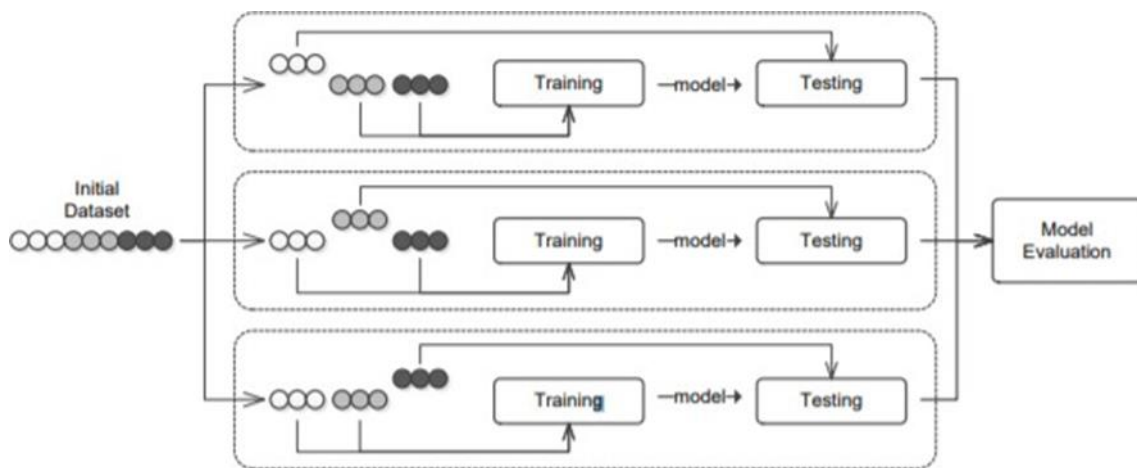 Training
model
Testing
Initial
Dataset
Training
model
Testing
Model
Evaluation
Training
model
Testing